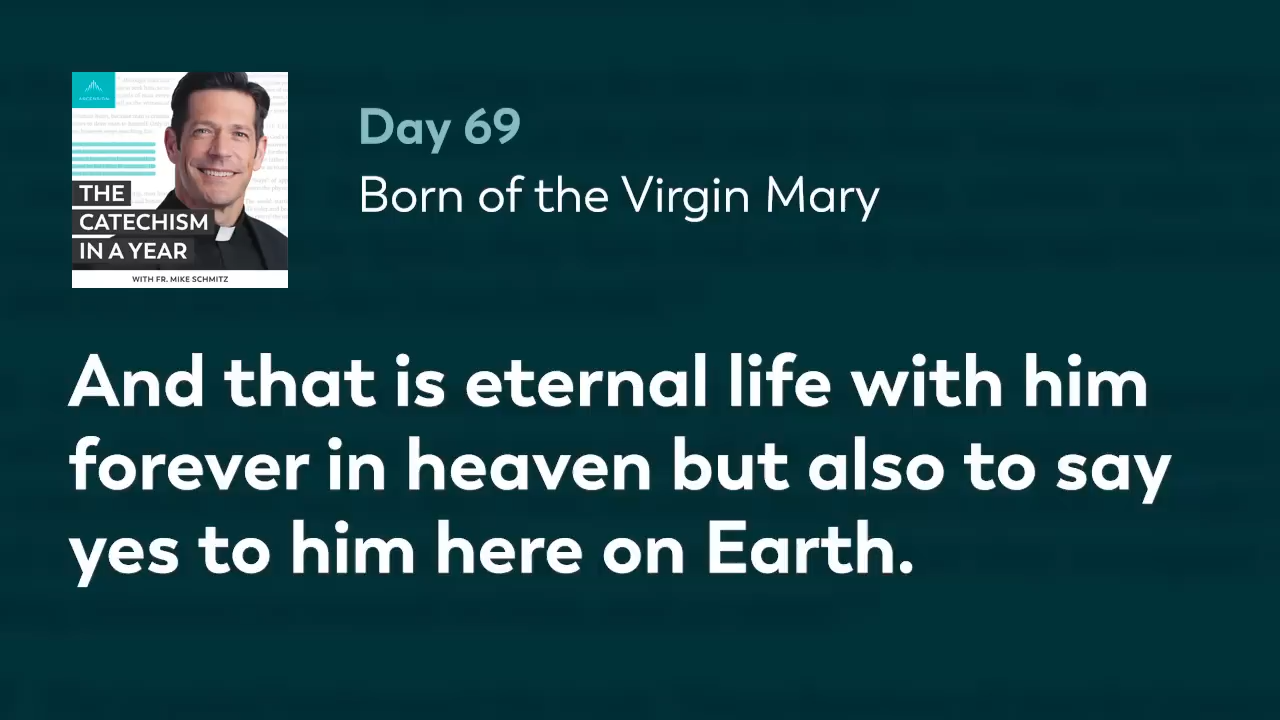 Day 69
Born of the Virgin Mary
ASCENSION
THE
CATECHISM
IN A YEAR
WITH FR. MIKE SCHMITZ
And that is eternal life with him
forever in heaven but also to say
yes to him here on Earth.